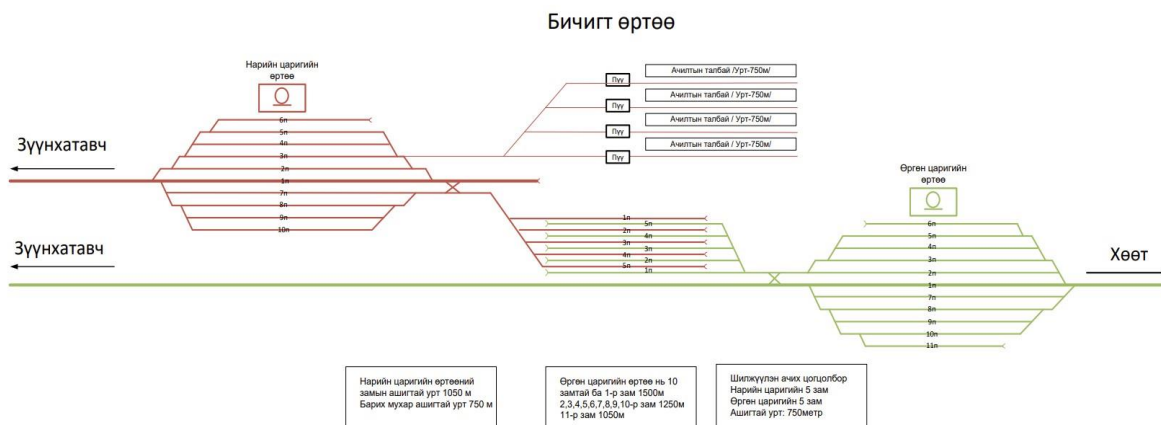 Бичигт өртөө
Нарийн царигийн
өртөө
Пүү
Ачилтын талбай /Урт-750м/
Пүү
Ачилтын талбай / Урт-750м/
Пүү
Ачилтын талбай / Урт-750м/
Пүү
Ачилтын талбай / Урт-750м/
6п
5п
4п
3п
2п
1п
7п
8п
9п
10п
Зүүнхатавч
Зүүнхатавч
1п
5п
2п
4п
3п
3п
4п
2п
5п
1п
Өргөн царигийн
өртөө
6п
5п
4п
3п
2п
1п
7п
8п
9п
10п
11п
Хөөт
Нарийн царигийн өртөөний
замын ашигтай урт 1050 м
Барих мухар ашигтай урт 750 м
Өргөн царигийн өртөө нь 10
замтай ба 1-р зам 1500м
2,3,4,5,6,7,8,9,10-р зам 1250м
11-р зам 1050м
Шилжүүлэн ачих цогцолбор
Нарийн царигийн 5 зам
Өргөн царигийн 5 зам
Ашигтай урт: 750метр